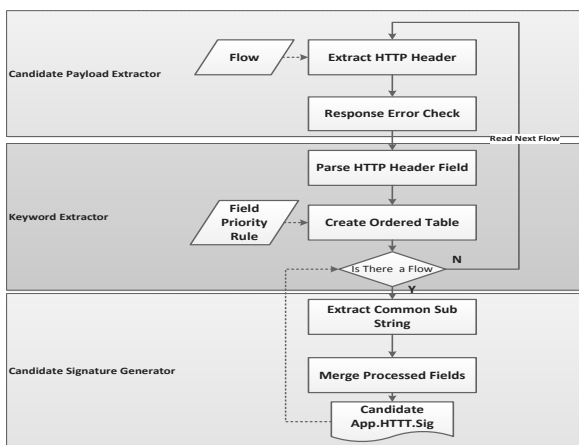 Flow
Extract HTTP Header
Candidate Payload Extractor
Response Error Check
Read Next Flow
Parse HTTP Header Field
Keyword Extractor
Field
Priority
Rule
Create Ordered Table
Is There a Flow
N
Y
Extract Common Sub
String
Candidate Signature Generator
Merge Processed Fields
Candidate
App.HTTT.Sig